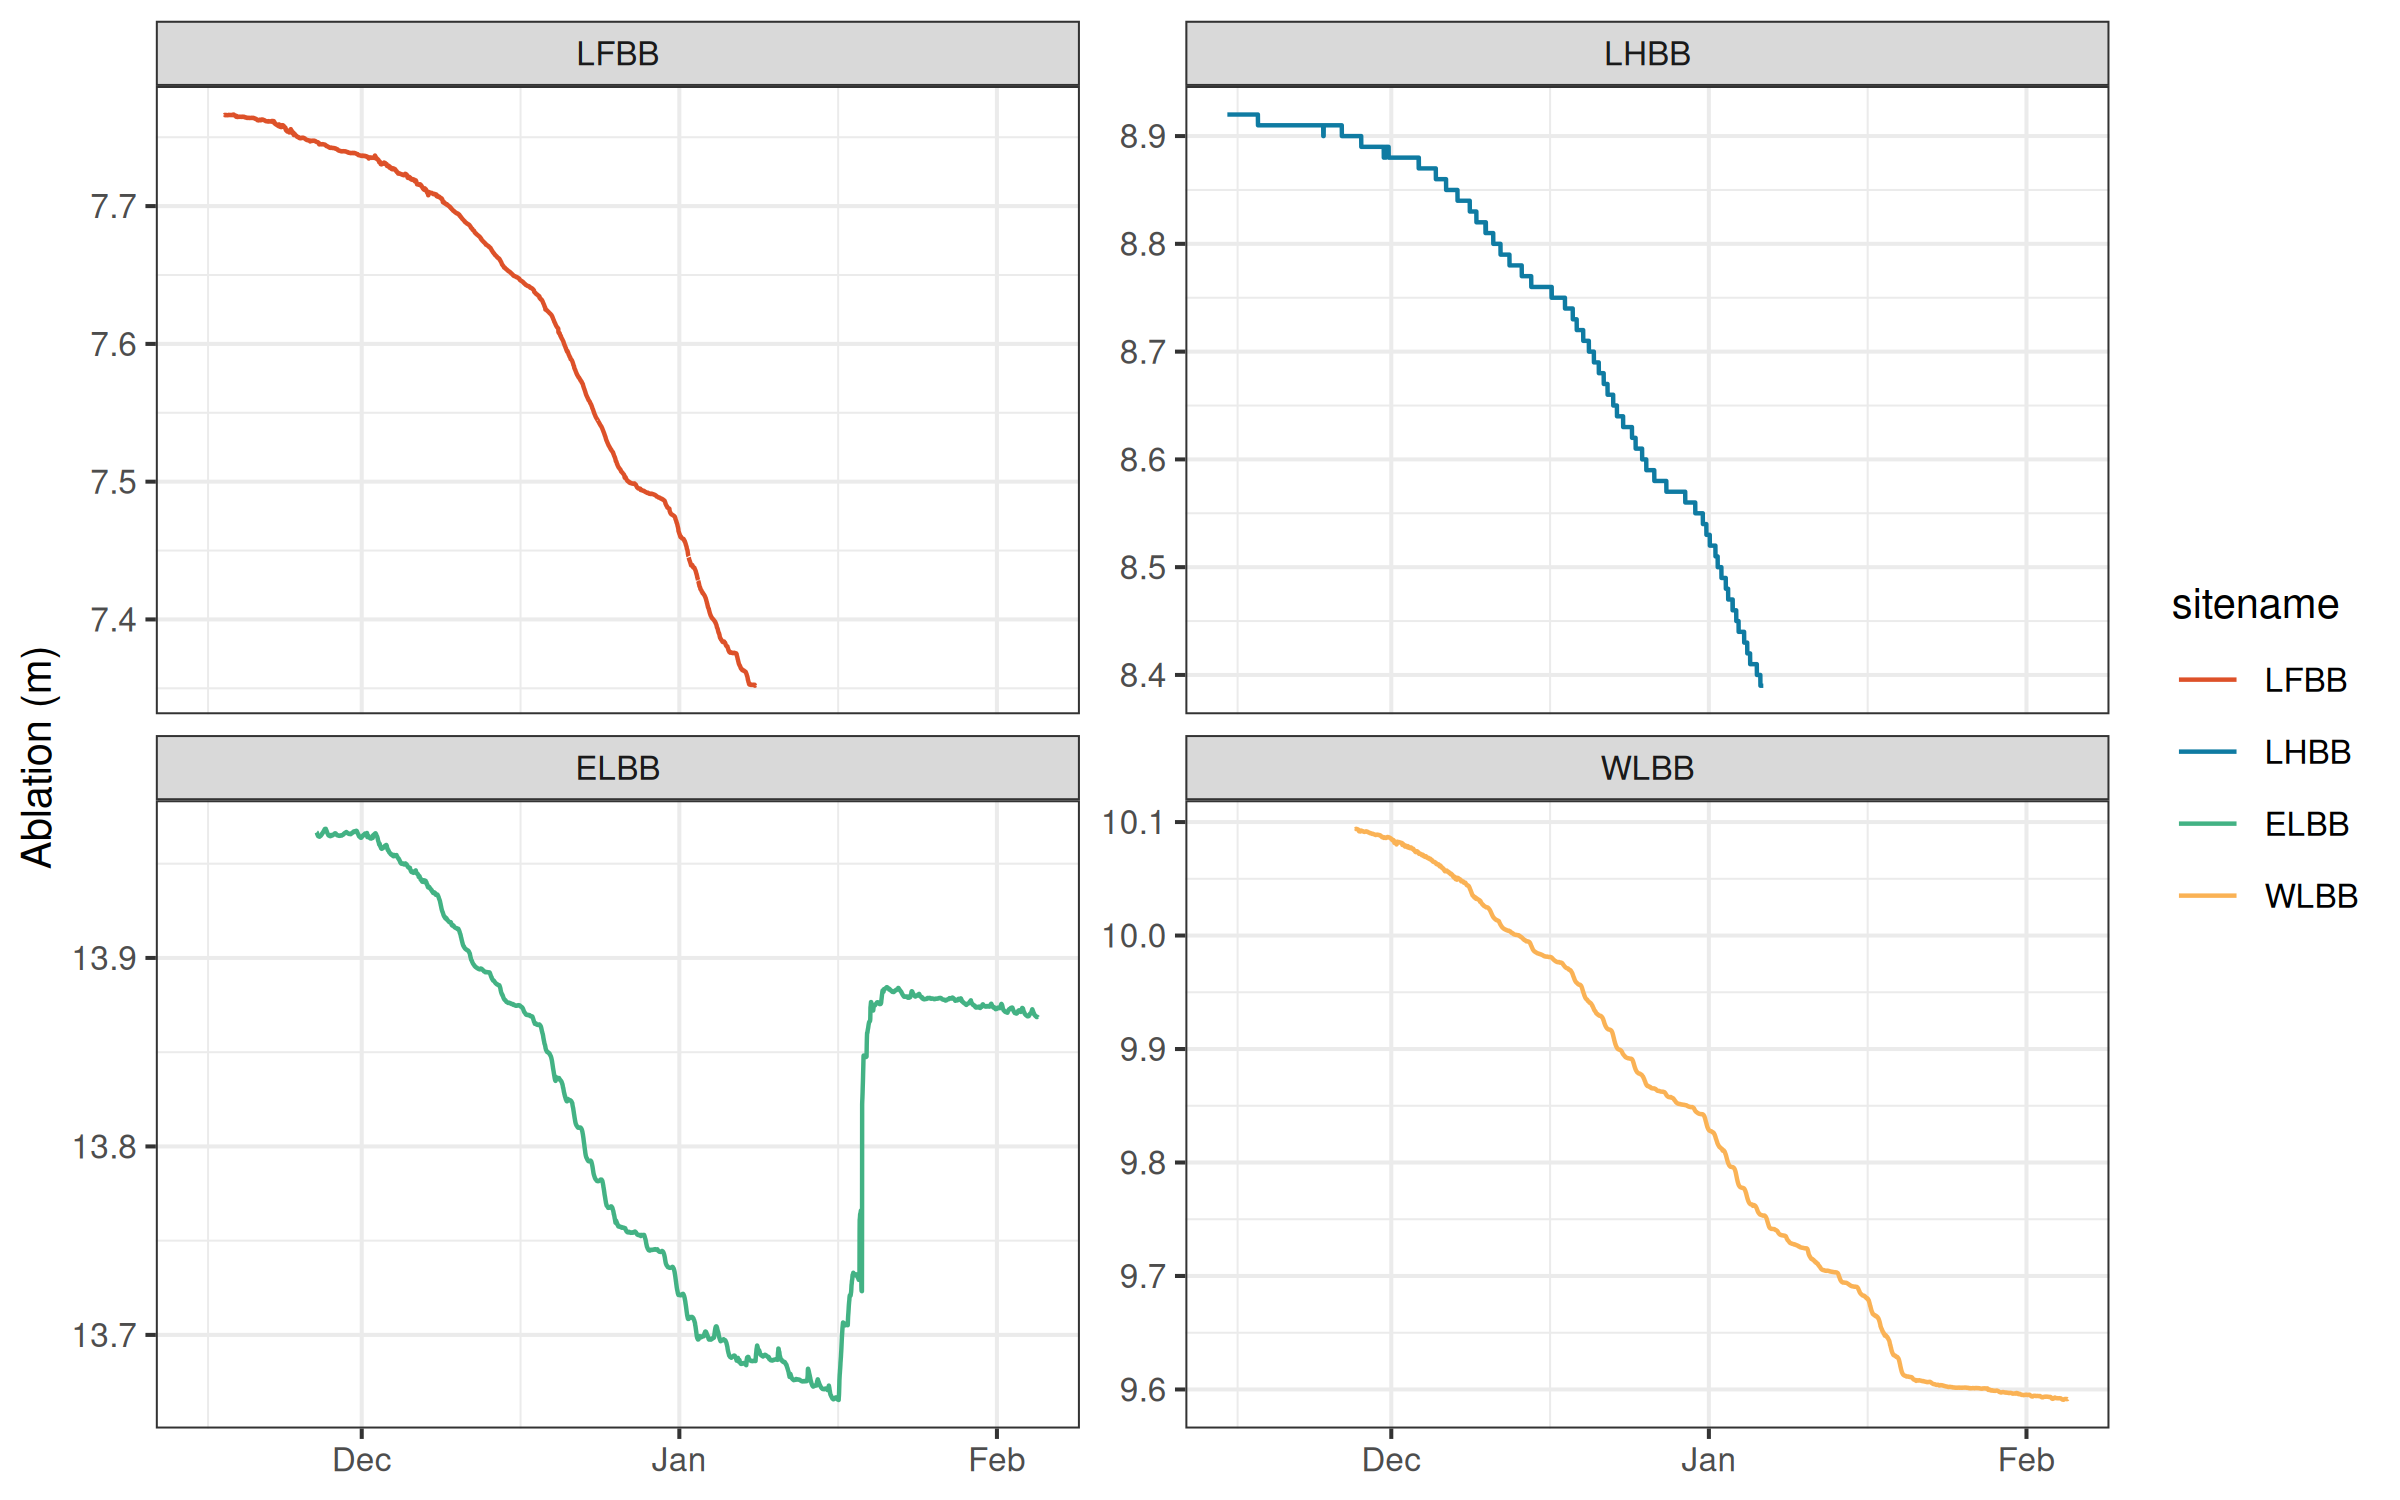 LFBB
LHBB
7.7
7.6
7.5
7.4
8.9
8.8
8.7
8.6
8.5
8.4
Ablation (m)
ELBB
WLBB
13.9
13.8
13.7
10.1
10.0
9.9
9.8
9.7
9.6
Dec Jan Feb
Dec Jan Feb
sitename
LFBB
LHBB
ELBB
WLBB